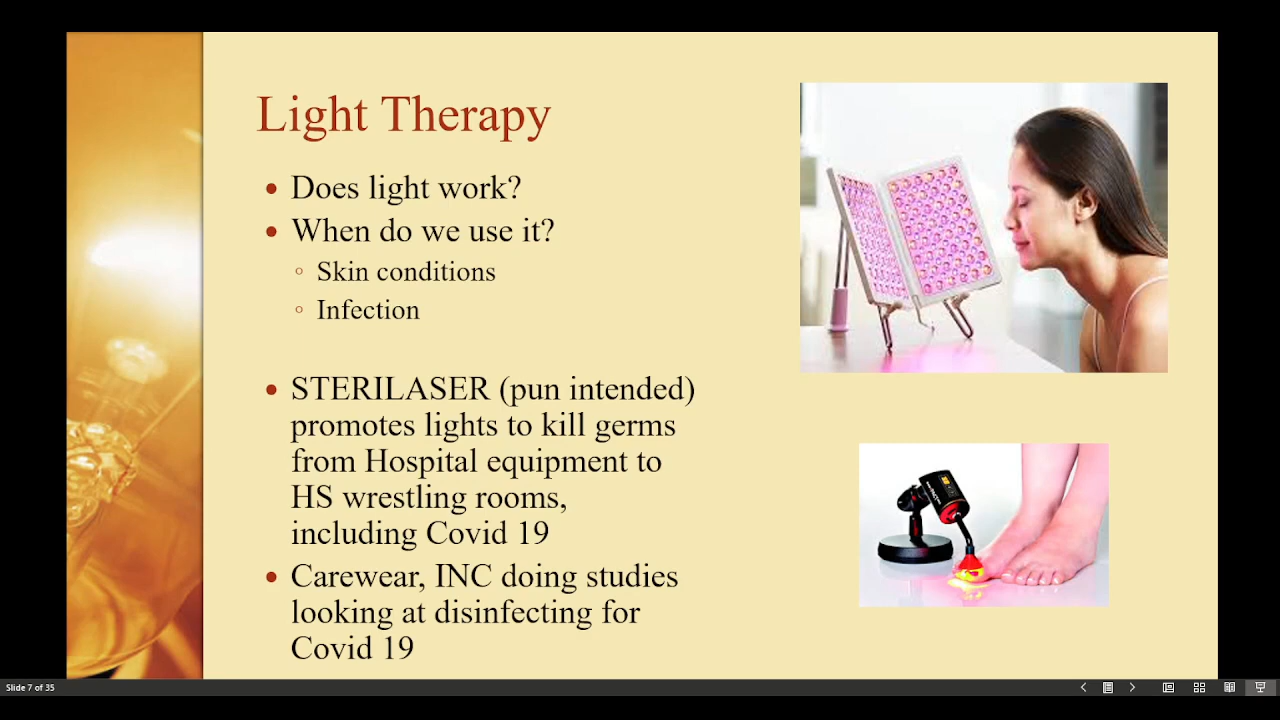 Light Therapy
• Does light work?
• When do we use it?
◦ Skin conditions
◦ Infection
• STERILASER (pun intended)
promotes lights to kill germs
from Hospital equipment to
HS wrestling rooms,
including Covid 19
• Carewear, INC doing studies
looking at disinfecting for
Covid 19
Slide 7 of 35